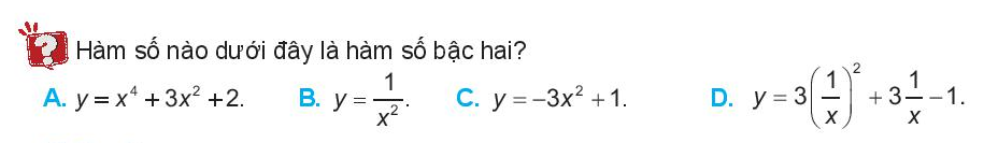 Hàm số nào dưới đây là hàm số bậc hai?
A. y = x⁴ + 3x² + 2. B. y = 1/x². C. y = −3x² + 1. D. y = 3(1/x)² + 3 1/x − 1.